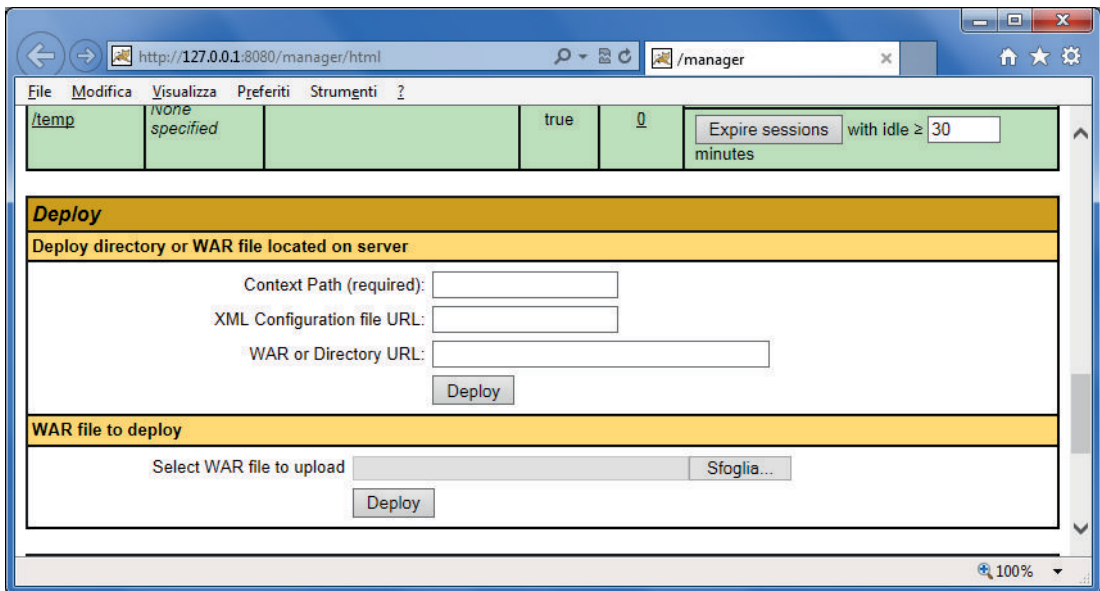 http://127.0.0.1:8080/manager/html
/manager
File Modifica Visualizza Preferiti Strumenti ?
/temp None specified true 0 Expire sessions with idle ≥ 30 minutes
Deploy
Deploy directory or WAR file located on server
Context Path (required):
XML Configuration file URL:
WAR or Directory URL:
Deploy
WAR file to deploy
Select WAR file to upload Sfoglia...
Deploy
100%